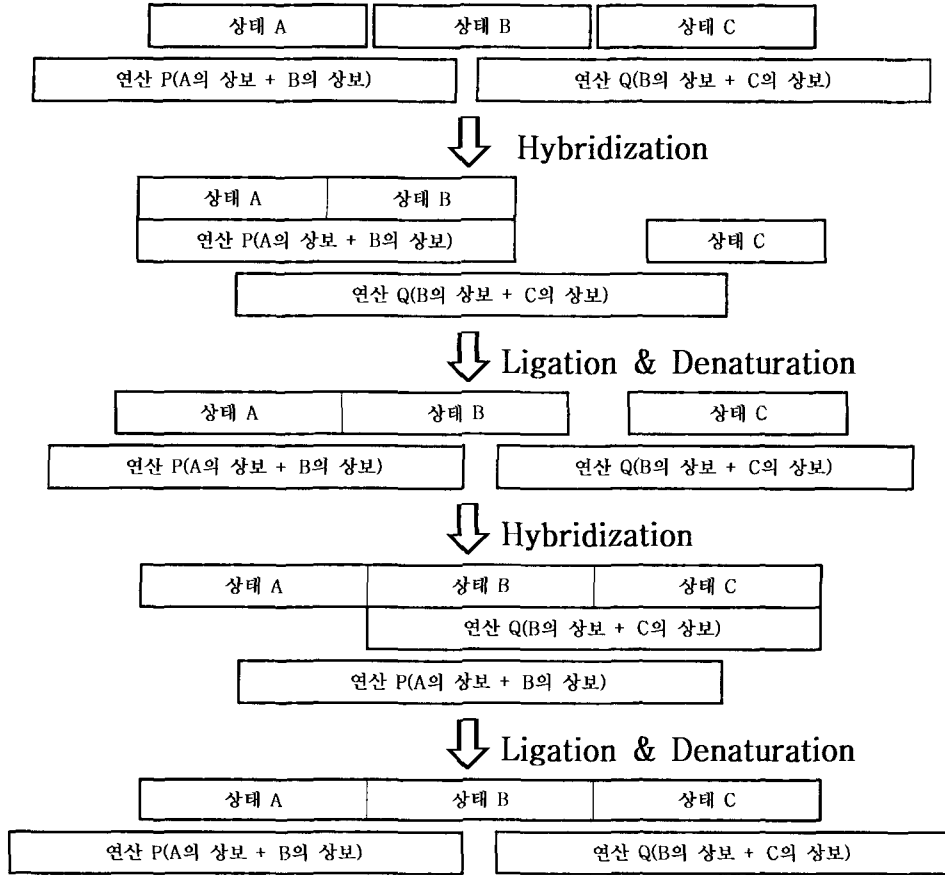 상태 A 상태 B 상태 C
연산 P(A의 상보 + B의 상보) 연산 Q(B의 상보 + C의 상보)
Hybridization
상태 A 상태 B
연산 P(A의 상보 + B의 상보) 상태 C
연산 Q(B의 상보 + C의 상보)
Ligation & Denaturation
상태 A 상태 B 상태 C
연산 P(A의 상보 + B의 상보) 연산 Q(B의 상보 + C의 상보)
Hybridization
상태 A 상태 B 상태 C
연산 Q(B의 상보 + C의 상보)
연산 P(A의 상보 + B의 상보)
Ligation & Denaturation
상태 A 상태 B 상태 C
연산 P(A의 상보 + B의 상보) 연산 Q(B의 상보 + C의 상보)